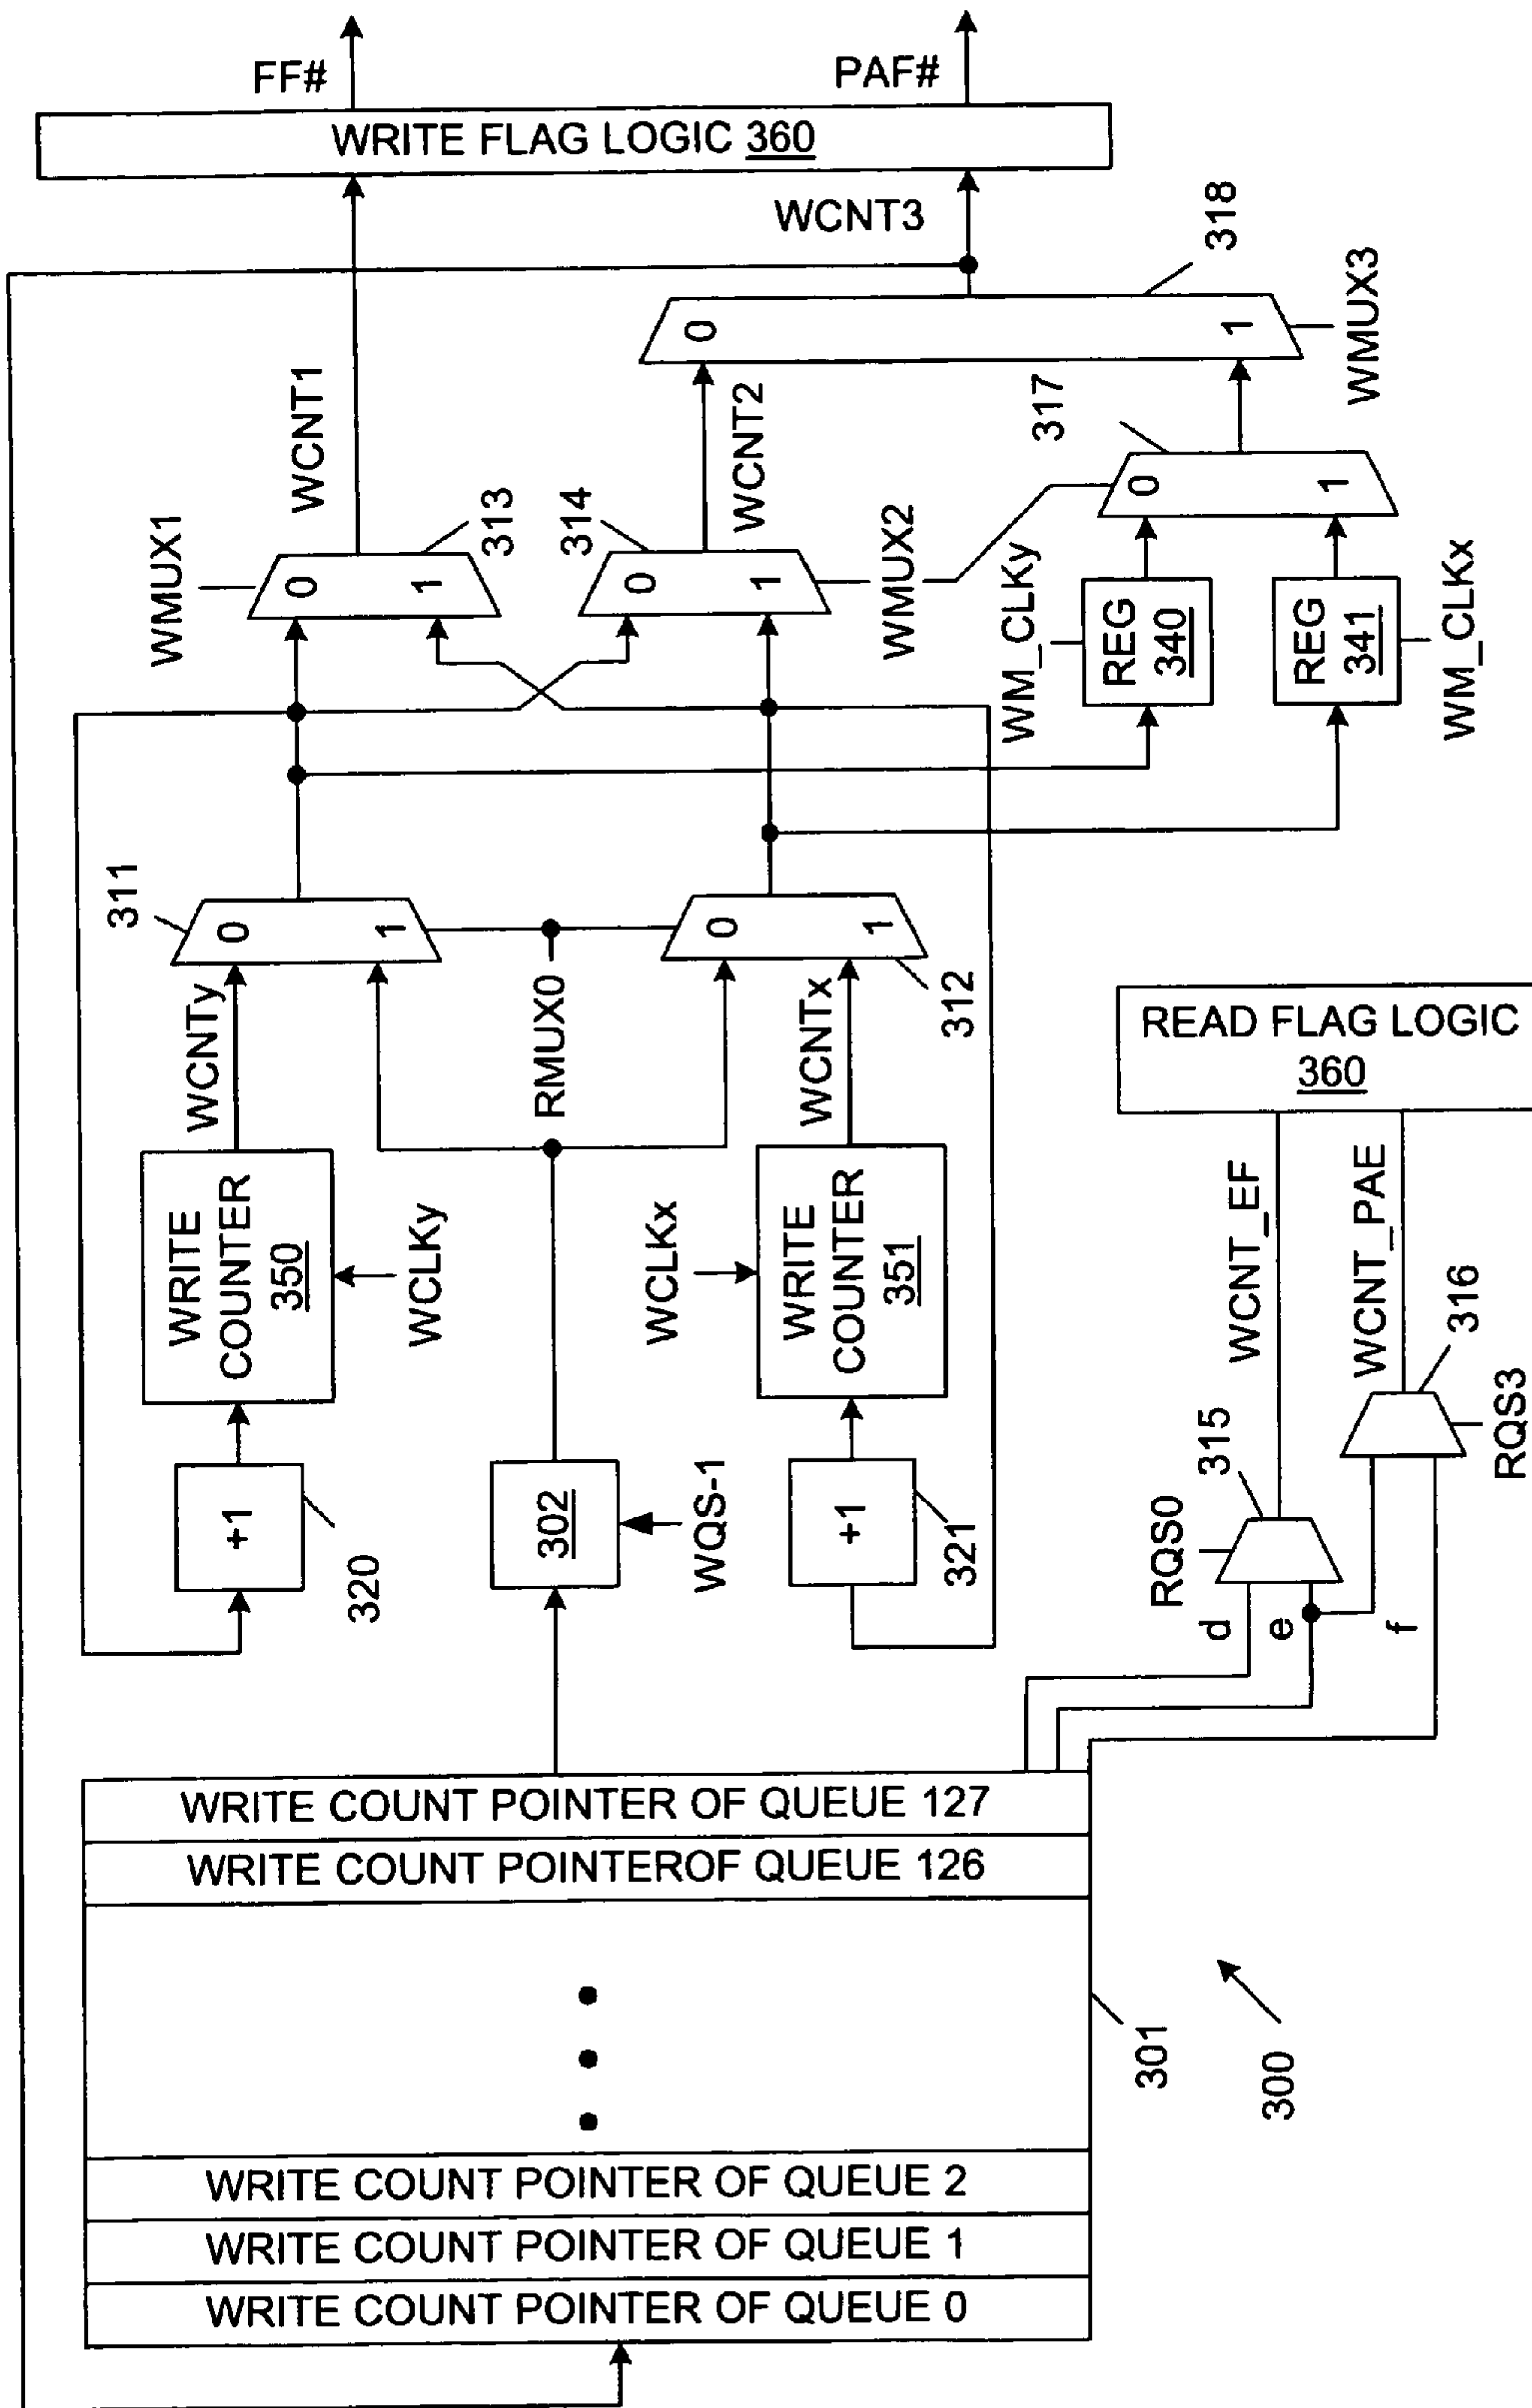 FF#
PAF#
WRITE FLAG LOGIC 360
WCNT3
318
WMUX3
WCNT1
317
WMUX1
313
314
WCNT2
0
1
0
1
0
1
0
1
WMUX2
WM_CLKy
REG
340
REG
341
WM_CLKx
311
0
1
0
1
312
WCNTy
RMUX0
WCNTx
WRITE
COUNTER
350
WCLKy
WCLKx
WRITE
COUNTER
351
+1
320
302
WQS-1
+1
321
READ FLAG LOGIC
360
WCNT_EF
WCNT_PAE
316
315
RQS0
RQS3
d
e
f
WRITE COUNT POINTER OF QUEUE 127
WRITE COUNT POINTEROF QUEUE 126
WRITE COUNT POINTER OF QUEUE 2
WRITE COUNT POINTER OF QUEUE 1
WRITE COUNT POINTER OF QUEUE 0
301
300